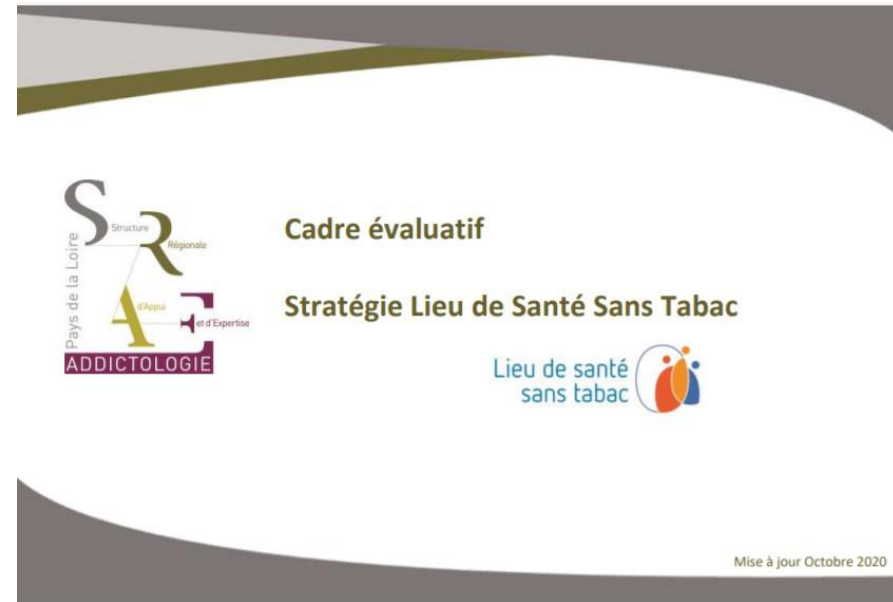 Pays de la Loire
SRAE
Structure
Régionale
d'Appui
et d'Expertise
ADDICTOLOGIE
Cadre évaluatif
Stratégie Lieu de Santé Sans Tabac
Lieu de santé
sans tabac
Mise à jour Octobre 2020